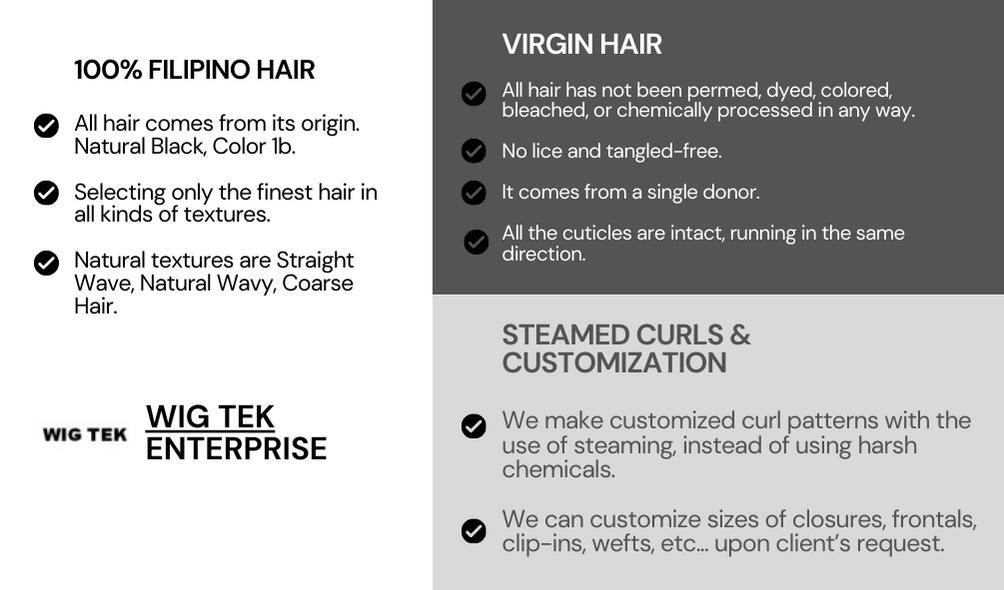 100% FILIPINO HAIR
All hair comes from its origin.
Natural Black, Color 1b.
Selecting only the finest hair in
all kinds of textures.
Natural textures are Straight
Wave, Natural Wavy, Coarse
Hair.
WIG TEK
WIG TEK
ENTERPRISE
VIRGIN HAIR
All hair has not been permed, dyed, colored,
bleached, or chemically processed in any way.
No lice and tangled-free.
It comes from a single donor.
All the cuticles are intact, running in the same
direction.
STEAMED CURLS &
CUSTOMIZATION
We make customized curl patterns with the
use of steaming, instead of using harsh
chemicals.
We can customize sizes of closures, frontals,
clip-ins, wefts, etc... upon client's request.